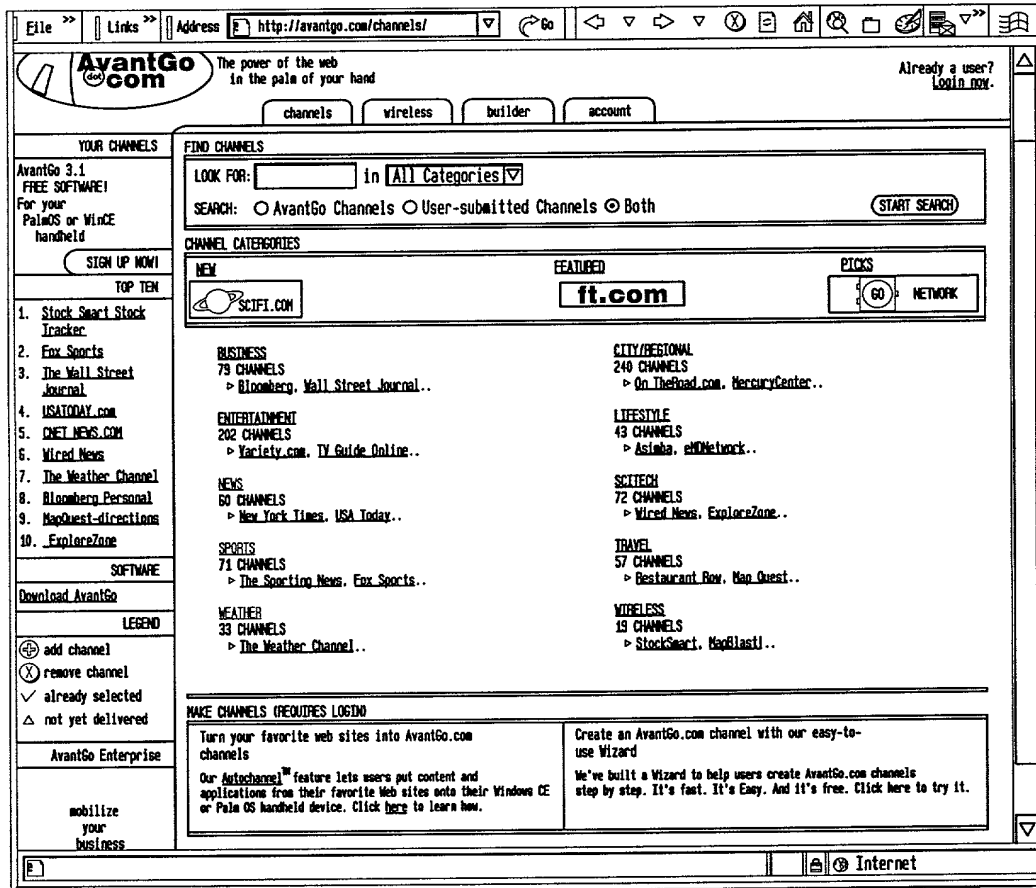 File » Links » Address http://avantgo.com/channels/ Go »
AvantGo
dot com
The power of the web
in the palm of your hand
Already a user?
Login now.
channels wireless builder account
YOUR CHANNELS
AvantGo 3.1
FREE SOFTWARE!
For your
PalmOS or WinCE
handheld
SIGN UP NOW!
TOP TEN
1. Stock Smart Stock
Tracker
2. Fox Sports
3. The Wall Street
Journal
4. USATODAY.com
5. CNET NEWS.COM
6. Wired News
7. The Weather Channel
8. Bloomberg Personal
9. MapQuest-directions
10. ExploreZone
SOFTWARE
Download AvantGo
LEGEND
add channel
X remove channel
already selected
not yet delivered
AvantGo Enterprise
mobilize
your
business
FIND CHANNELS
LOOK FOR: in All Categories
SEARCH: AvantGo Channels User-submitted Channels Both START SEARCH
CHANNEL CATERGORIES
NEW FEATURED PICKS
SCIFI.COM ft.com GO NETWORK
BUSINESS
79 CHANNELS
Bloomberg, Wall Street Journal..
ENTERTAINMENT
202 CHANNELS
Variety.com, TV Guide Online..
NEWS
60 CHANNELS
New York Times, USA Today..
SPORTS
71 CHANNELS
The Sporting News, Fox Sports..
WEATHER
33 CHANNELS
The Weather Channel..
CITY/REGIONAL
240 CHANNELS
On TheRoad.com, MercuryCenter..
LIFESTYLE
43 CHANNELS
Asimba, eMDNetwork..
SCITECH
72 CHANNELS
Wired News, ExploreZone..
TRAVEL
57 CHANNELS
Restaurant Row, Map Quest..
WIRELESS
19 CHANNELS
StockSmart, MapBlast!..
MAKE CHANNELS (REQUIRES LOGIN)
Turn your favorite web sites into AvantGo.com
channels
Our Autochannel™ feature lets users put content and
applications from their favorite Web sites onto their Windows CE
or Palm OS handheld device. Click here to learn how.
Create an AvantGo.com channel with our easy-to-
use Wizard
We've built a Wizard to help users create AvantGo.com channels
step by step. It's fast. It's Easy. And it's free. Click here to try it.
Internet